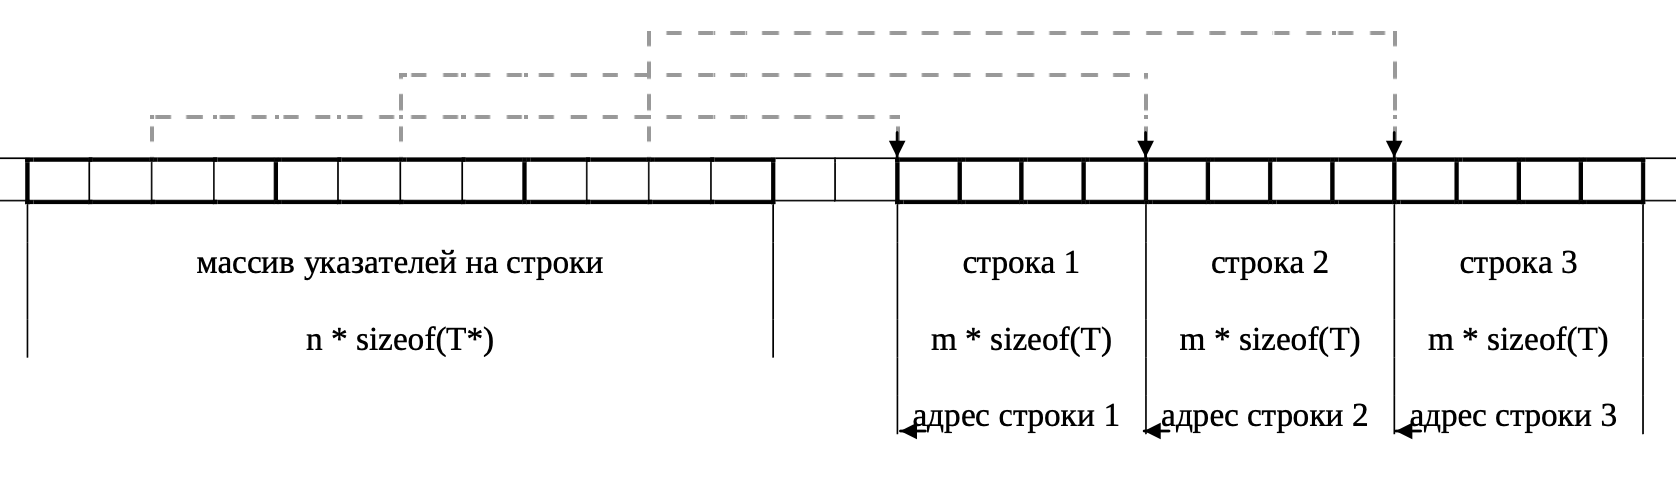 массив указателей на строки
строка 1
строка 2
строка 3
n * sizeof(T*)
m * sizeof(T)
m * sizeof(T)
m * sizeof(T)
адрес строки 1
адрес строки 2
адрес строки 3